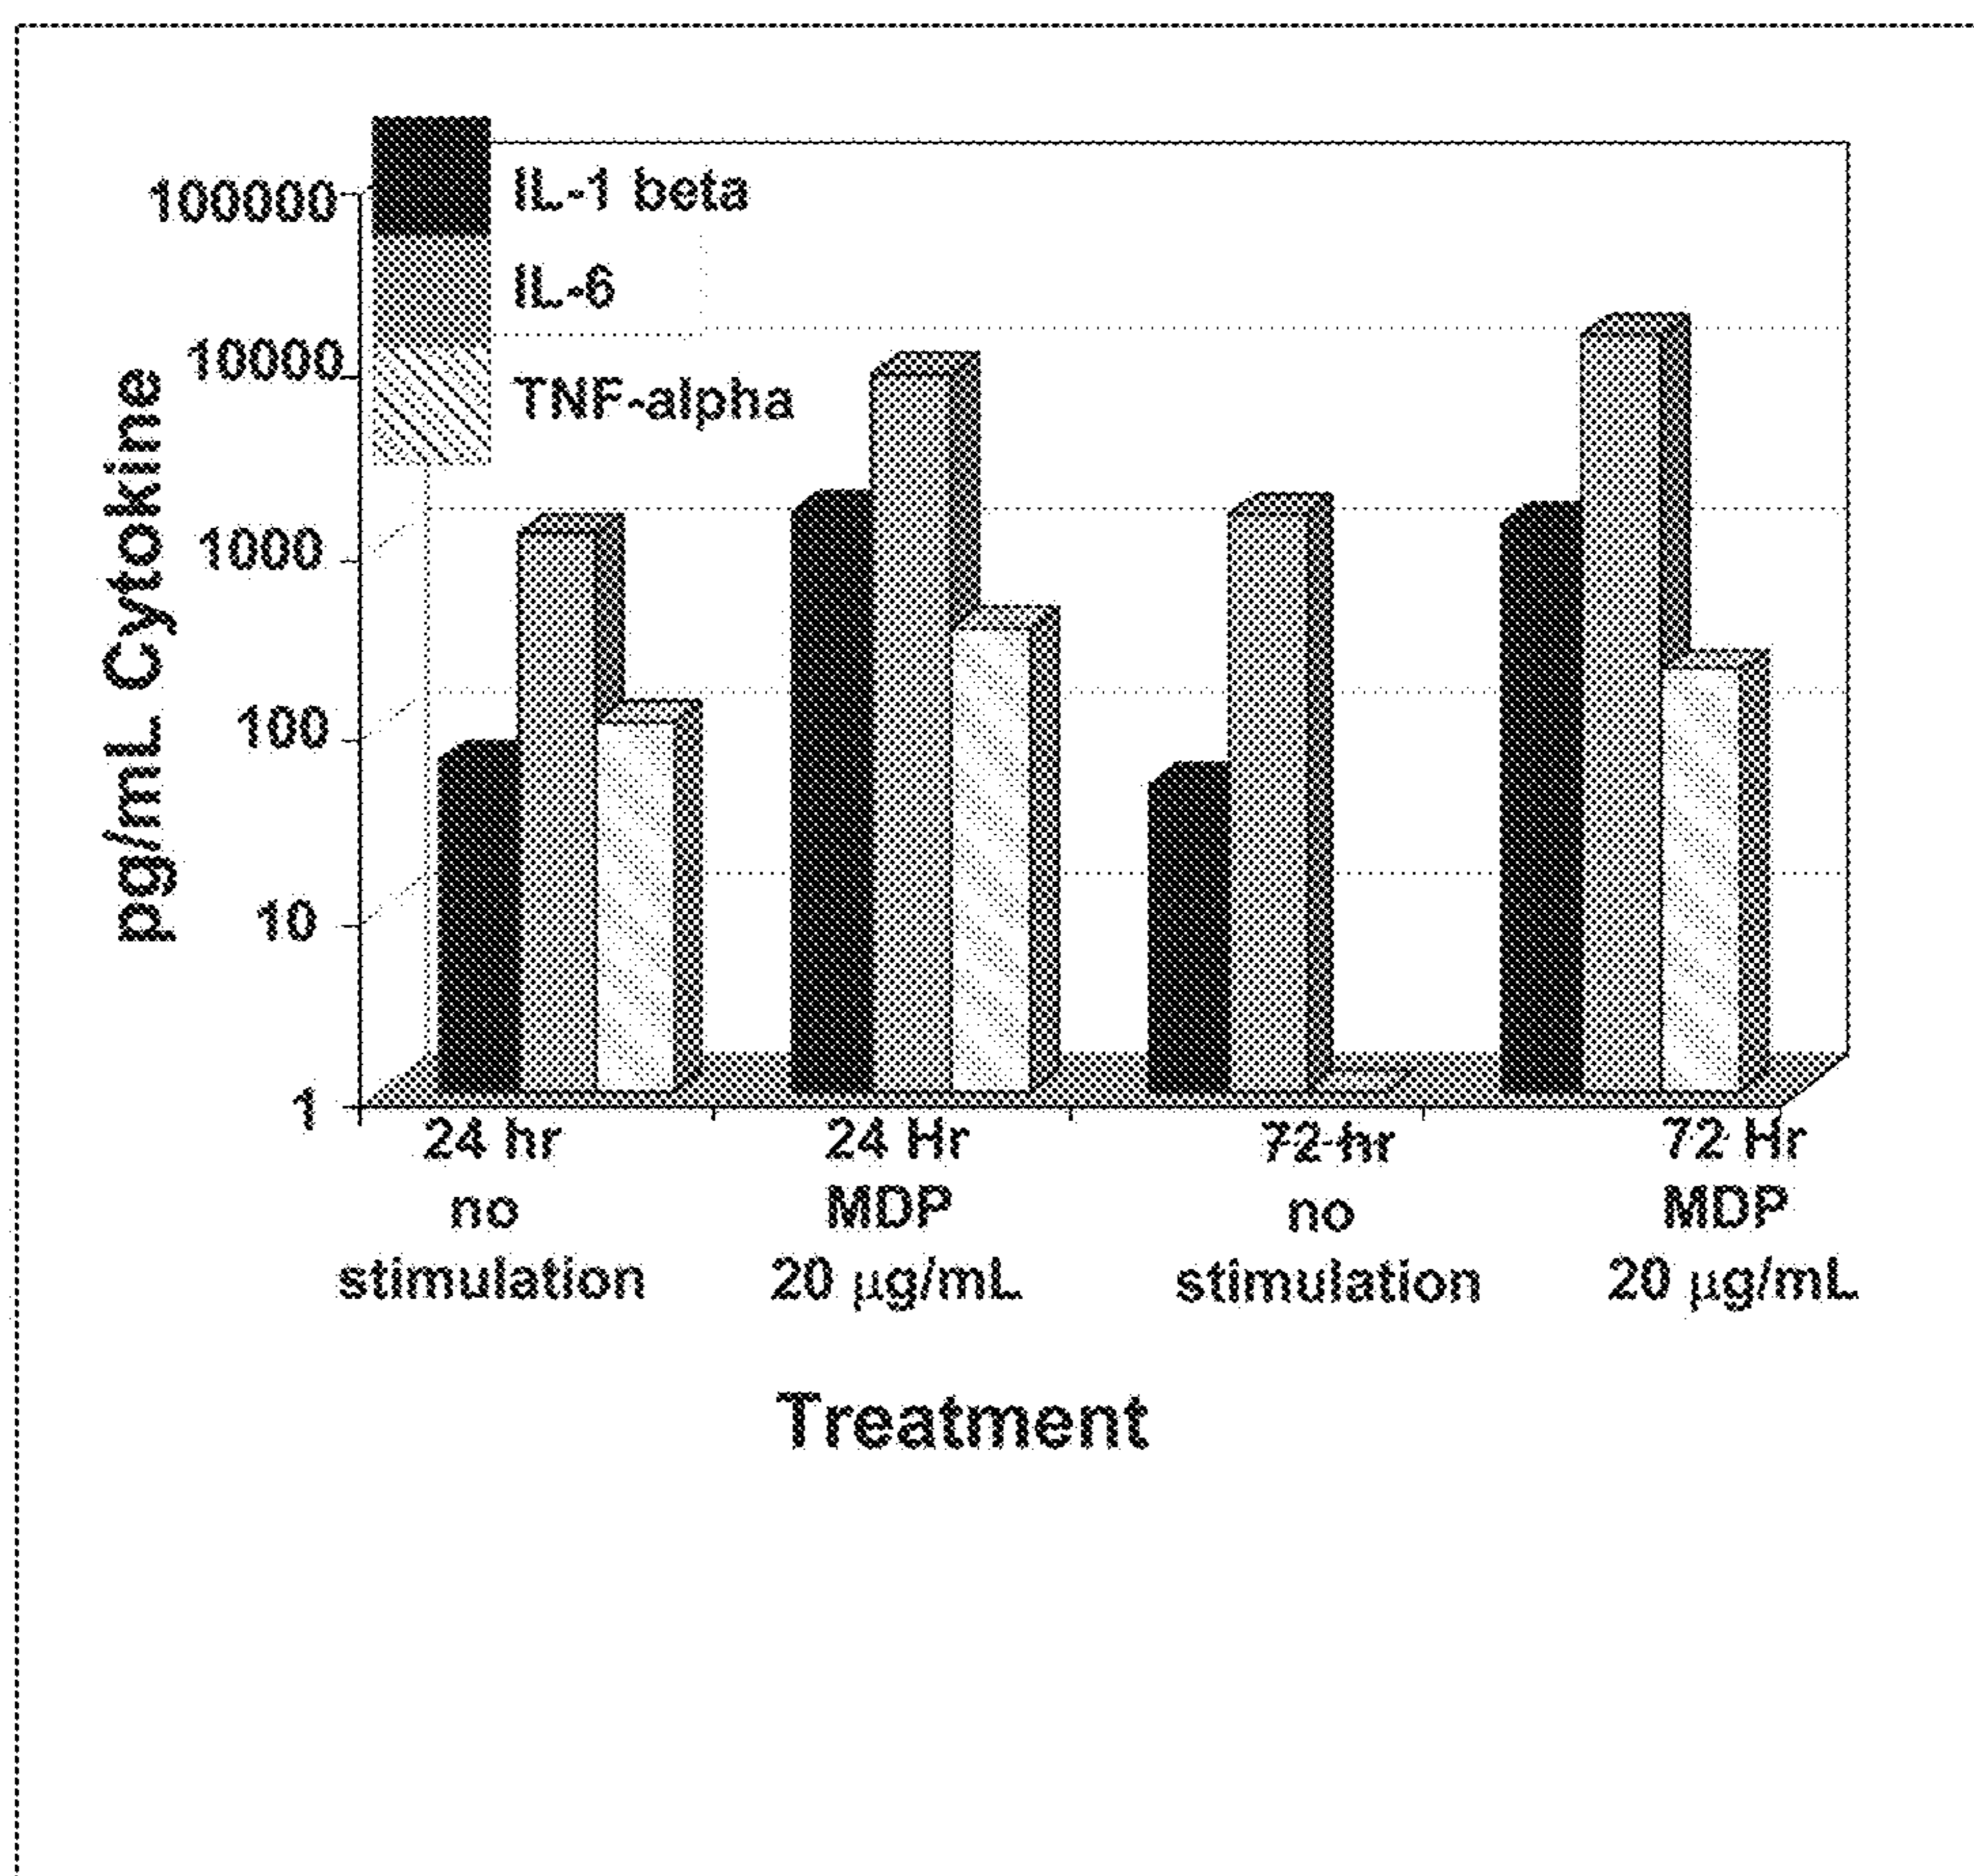 100000
10000
1000
100
10
1
pg/mL Cytokine
IL-1 beta
IL-6
TNF-alpha
24 hr
no
stimulation
24 Hr
MDP
20 µg/mL
72 hr
no
stimulation
72 Hr
MDP
20 µg/mL
Treatment